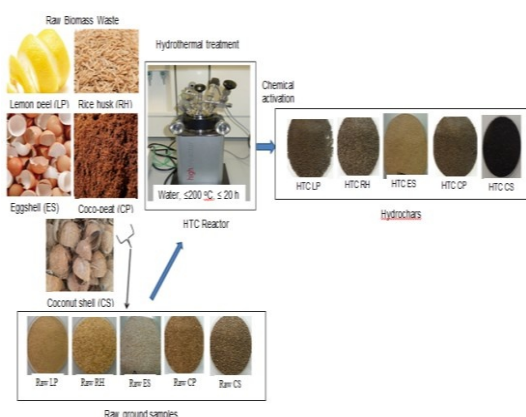 Raw Biomass Waste
Lemon peel (LP) Rice husk (RH)
Eggshell (ES) Coco-peat (CP)
Coconut shell (CS)
Hydrothermal treatment
Water, ≤200 ºC, ≤ 20 h
HTC Reactor
Chemical
activation
HTC LP HTC RH HTC ES HTC CP HTC CS
Hydrochars
Raw LP Raw RH Raw ES Raw CP Raw CS
Raw ground samples